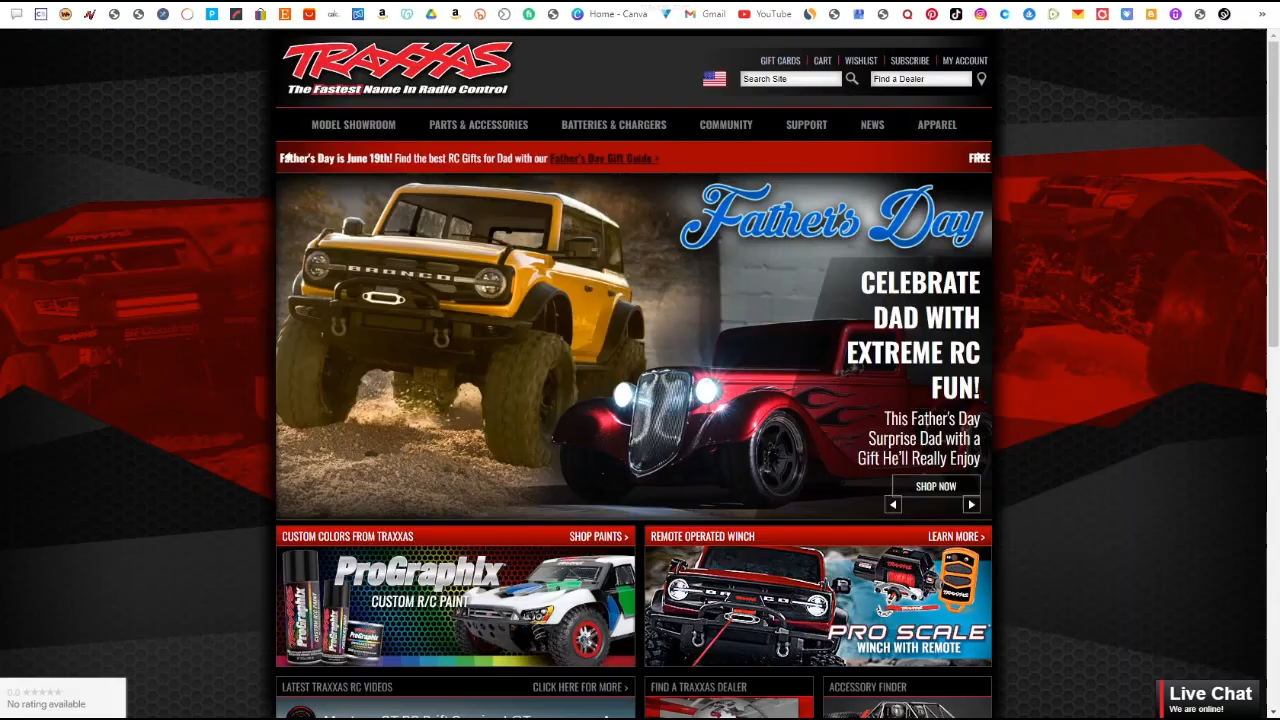 Home - Canva
Gmail
YouTube
TRAXXAS
The Fastest Name In Radio Control
GIFT CARDS
CART
WISHLIST
SUBSCRIBE
MY ACCOUNT
Search Site
Find a Dealer
MODEL SHOWROOM
PARTS & ACCESSORIES
BATTERIES & CHARGERS
COMMUNITY
SUPPORT
NEWS
APPAREL
Father's Day is June 19th! Find the best RC Gifts for Dad with our Father's Day Gift Guide >
FREE
BRONCO
Father's Day
CELEBRATE
DAD WITH
EXTREME RC
FUN!
This Father's Day
Surprise Dad with a
Gift He'll Really Enjoy
SHOP NOW
CUSTOM COLORS FROM TRAXXAS
SHOP PAINTS >
ProGraphix
CUSTOM R/C PAINT
REMOTE OPERATED WINCH
LEARN MORE >
PRO SCALE
WINCH WITH REMOTE
LATEST TRAXXAS RC VIDEOS
CLICK HERE FOR MORE >
FIND A TRAXXAS DEALER
ACCESSORY FINDER
0.0
No rating available
Live Chat
We are online!